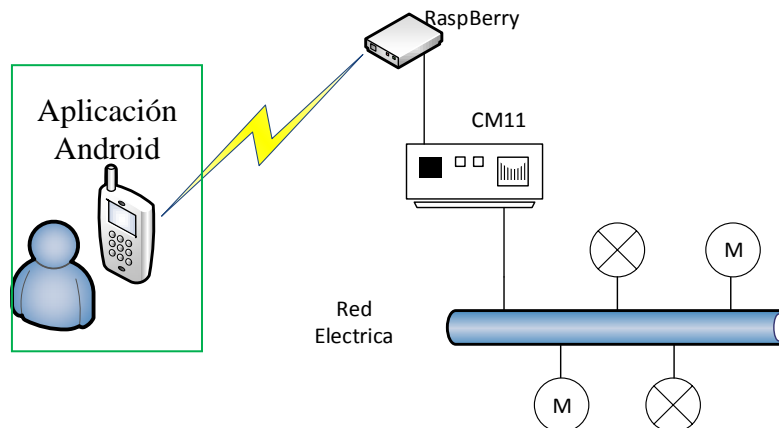 RaspBerry
Aplicación
Android
CM11
M
Red
Electrica
M